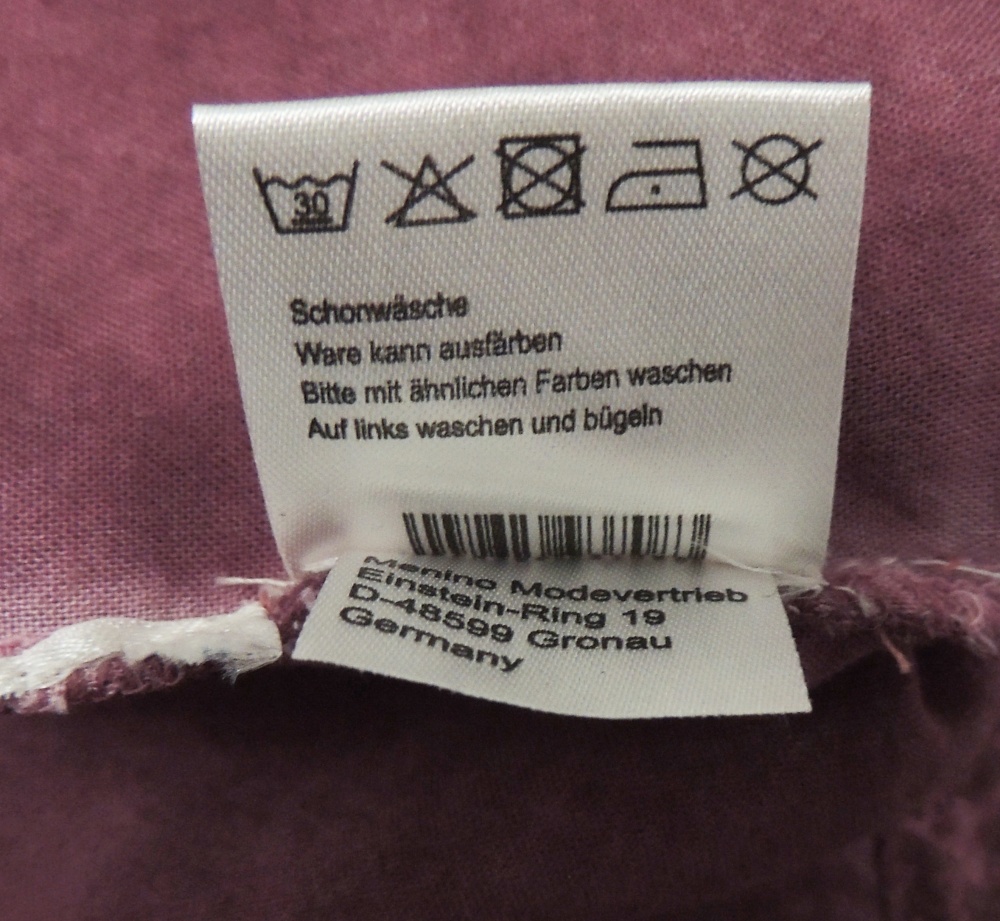 30
Schonwäsche
Ware kann ausfärben
Bitte mit ähnlichen Farben waschen
Auf links waschen und bügeln
Menino Modevertrieb
Einstein-Ring 19
D-48599 Gronau
Germany